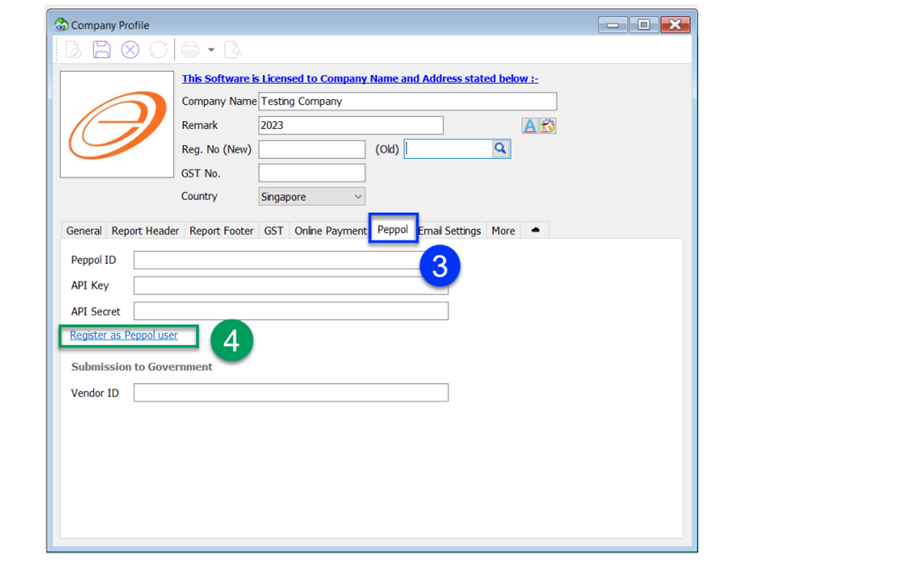 Company Profile
This Software is Licensed to Company Name and Address stated below :-
Company Name Testing Company
Remark 2023
A
Reg. No (New) (Old)
GST No.
Country Singapore
General Report Header Report Footer GST Online Payment Peppol Email Settings More
Peppol ID
3
API Key
API Secret
Register as Peppol user
4
Submission to Government
Vendor ID